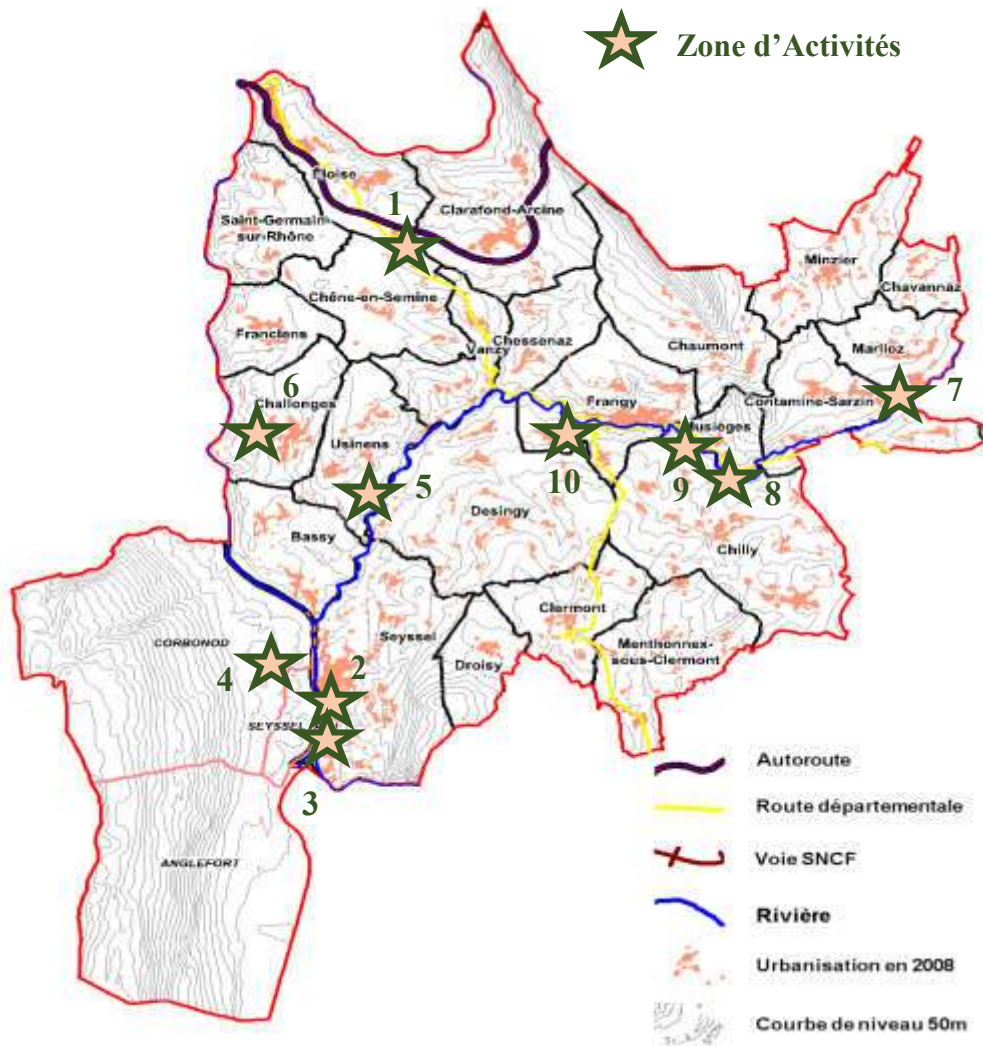 Zone d'Activités
Eloise
1
Clarafond-Arcine
Saint-Germain-
sur-Rhône
Minzier
Chavannaz
Chêne-en-Semine
Franclens
Vanzy
Chessenaz
Chaumont
Marlioz
6
Challonges
Usinens
Frangy
Musièges
Contamine-Sarzin
7
5
10
9
8
Desingy
Bassy
Chilly
CORBONOD
Seyssel
Clermont
Droisy
Menthonnex-
sous-Clermont
4
2
SEYSSEL
3
ANGLEFORT
Autoroute
Route départementale
Voie SNCF
Rivière
Urbanisation en 2008
Courbe de niveau 50m